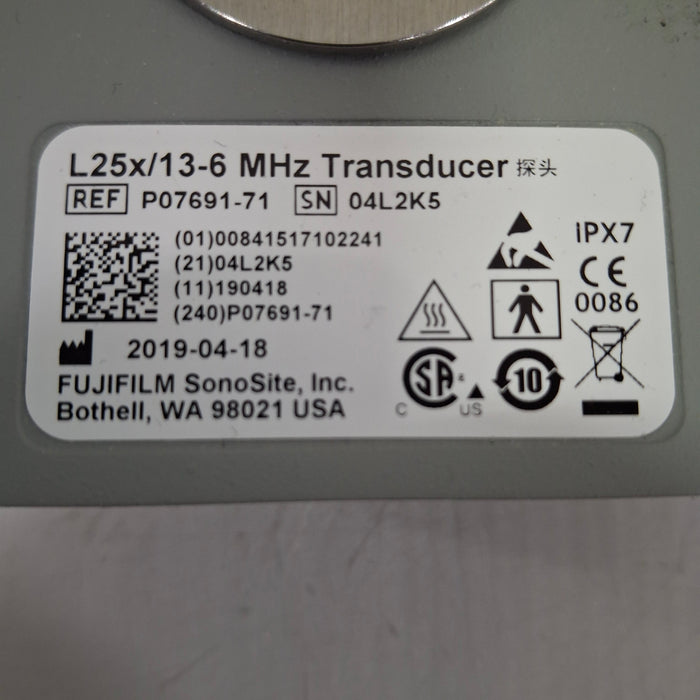 L25x/13-6 MHz Transducer 探头
REF P07691-71 SN 04L2K5
(01)00841517102241
(21)04L2K5
(11)190418
(240)P07691-71
2019-04-18
FUJIFILM SonoSite, Inc.
Bothell, WA 98021 USA
iPX7
CE
0086
SA
C & US
10